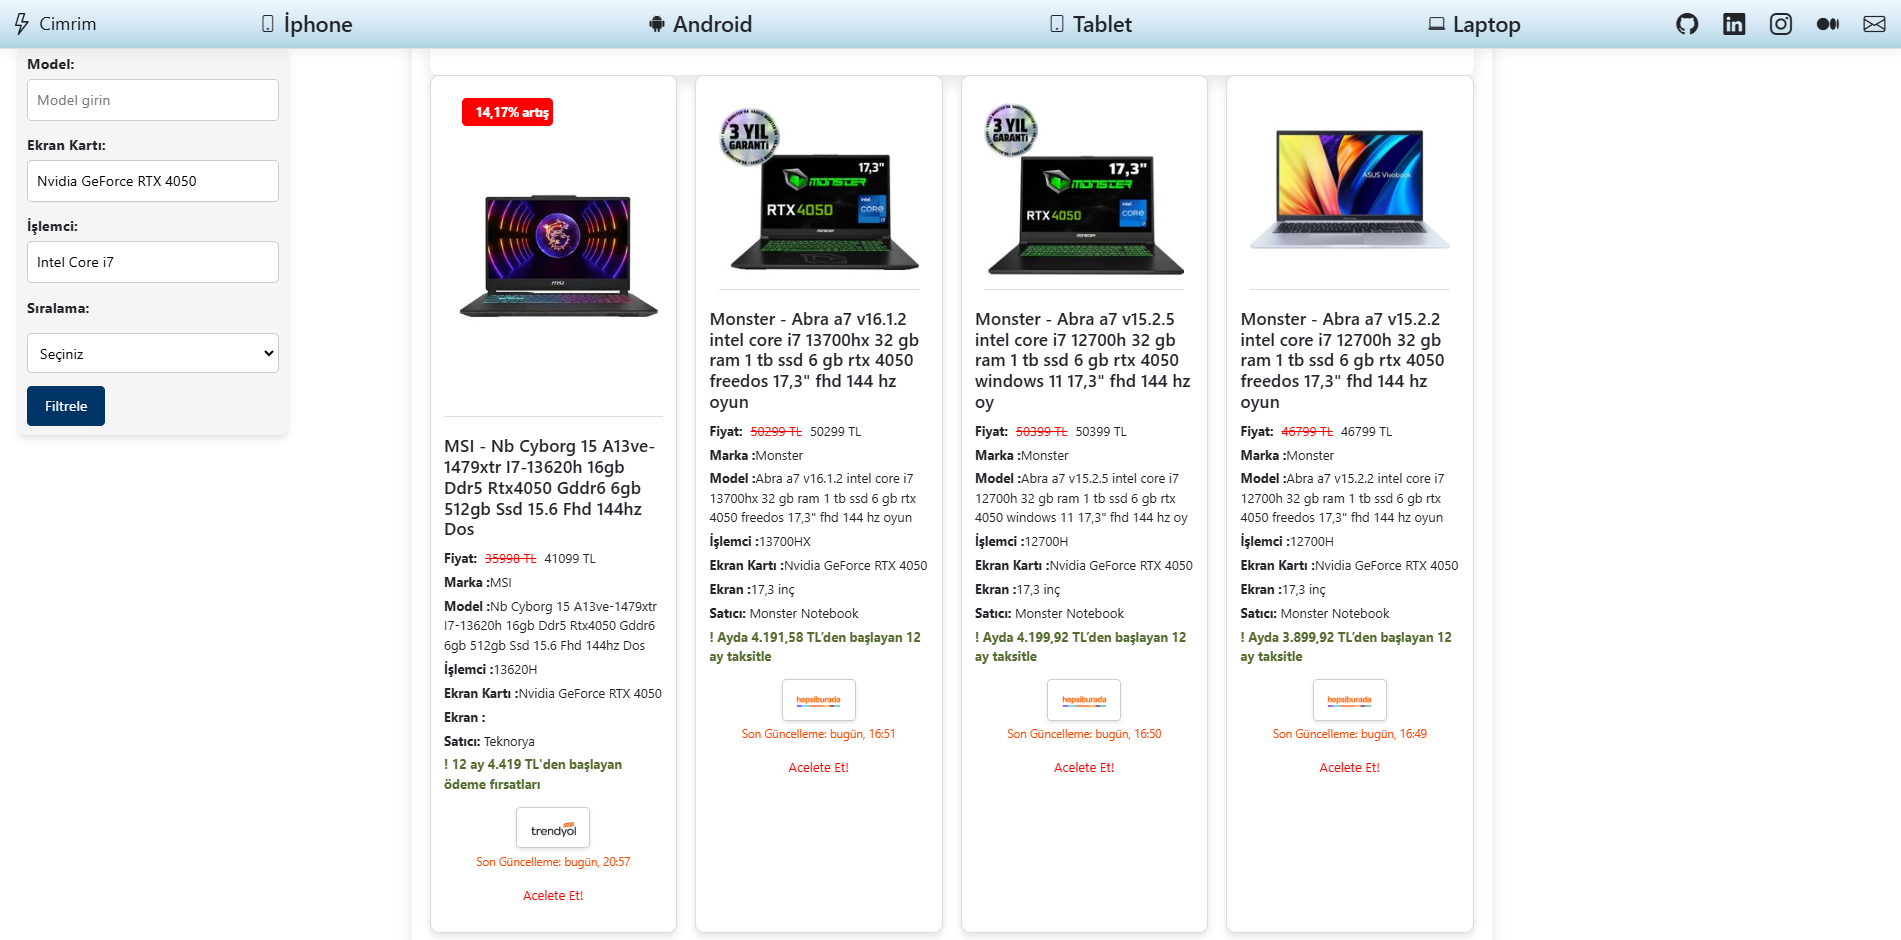 Cimrim
İphone
Android
Tablet
Laptop
Model:
Model girin
Ekran Kartı:
Nvidia GeForce RTX 4050
İşlemci:
Intel Core i7
Sıralama:
Seçiniz
Filtrele
14,17% artış
msi
MSI - Nb Cyborg 15 A13ve-
1479xtr I7-13620h 16gb
Ddr5 Rtx4050 Gddr6 6gb
512gb Ssd 15.6 Fhd 144hz
Dos
Fiyat: 35998 TL 41099 TL
Marka :MSI
Model :Nb Cyborg 15 A13ve-1479xtr
I7-13620h 16gb Ddr5 Rtx4050 Gddr6
6gb 512gb Ssd 15.6 Fhd 144hz Dos
İşlemci :13620H
Ekran Kartı :Nvidia GeForce RTX 4050
Ekran :
Satıcı: Teknorya
! 12 ay 4.419 TL'den başlayan
ödeme fırsatları
trendyol
Son Güncelleme: bugün, 20:57
Acelete Et!
3 YIL
GARANTİ
17,3"
MONSTER
RTX4050
intel
CORE
i7
Monster - Abra a7 v16.1.2
intel core i7 13700hx 32 gb
ram 1 tb ssd 6 gb rtx 4050
freedos 17,3" fhd 144 hz
oyun
Fiyat: 50299 TL 50299 TL
Marka :Monster
Model :Abra a7 v16.1.2 intel core i7
13700hx 32 gb ram 1 tb ssd 6 gb rtx
4050 freedos 17,3" fhd 144 hz oyun
İşlemci :13700HX
Ekran Kartı :Nvidia GeForce RTX 4050
Ekran :17,3 inç
Satıcı: Monster Notebook
! Ayda 4.191,58 TL’den başlayan 12
ay taksitle
hepsiburada
Son Güncelleme: bugün, 16:51
Acelete Et!
3 YIL
GARANTİ
17,3"
MONSTER
RTX4050
intel
CORE
i7
Monster - Abra a7 v15.2.5
intel core i7 12700h 32 gb
ram 1 tb ssd 6 gb rtx 4050
windows 11 17,3" fhd 144 hz
oy
Fiyat: 50399 TL 50399 TL
Marka :Monster
Model :Abra a7 v15.2.5 intel core i7
12700h 32 gb ram 1 tb ssd 6 gb rtx
4050 windows 11 17,3" fhd 144 hz oy
İşlemci :12700H
Ekran Kartı :Nvidia GeForce RTX 4050
Ekran :17,3 inç
Satıcı: Monster Notebook
! Ayda 4.199,92 TL’den başlayan 12
ay taksitle
hepsiburada
Son Güncelleme: bugün, 16:50
Acelete Et!
ASUS Vivobook
Monster - Abra a7 v15.2.2
intel core i7 12700h 32 gb
ram 1 tb ssd 6 gb rtx 4050
freedos 17,3" fhd 144 hz
oyun
Fiyat: 46799 TL 46799 TL
Marka :Monster
Model :Abra a7 v15.2.2 intel core i7
12700h 32 gb ram 1 tb ssd 6 gb rtx
4050 freedos 17,3" fhd 144 hz oyun
İşlemci :12700H
Ekran Kartı :Nvidia GeForce RTX 4050
Ekran :17,3 inç
Satıcı: Monster Notebook
! Ayda 3.899,92 TL’den başlayan 12
ay taksitle
hepsiburada
Son Güncelleme: bugün, 16:49
Acelete Et!